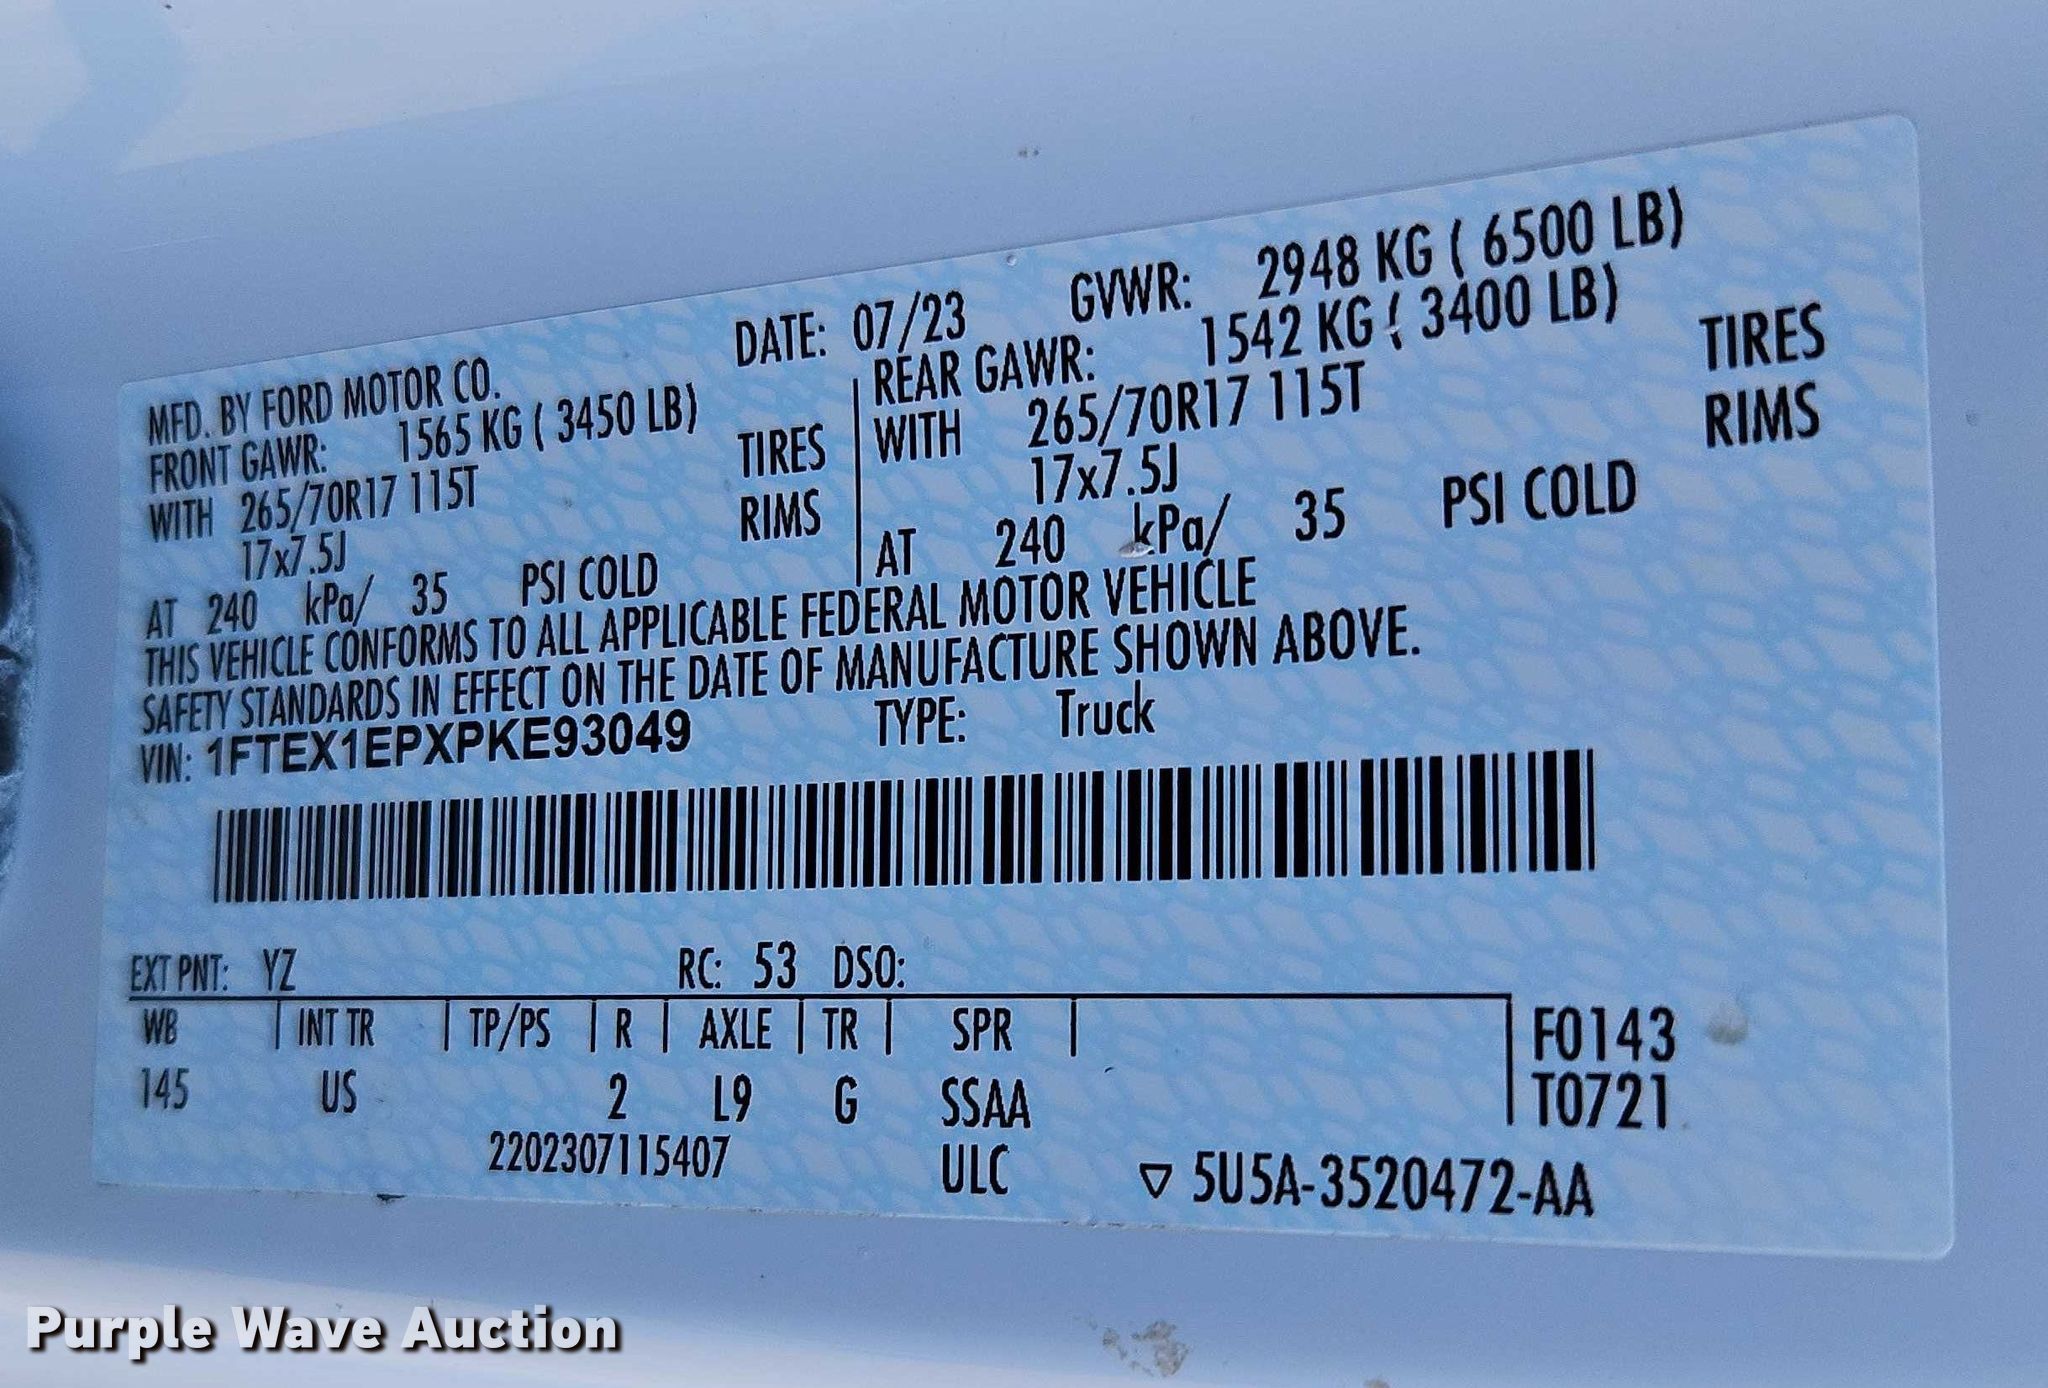 DATE: 07/23 GVWR: 2948 KG ( 6500 LB)
MFD. BY FORD MOTOR CO. REAR GAWR: 1542 KG ( 3400 LB)
FRONT GAWR: 1565 KG ( 3450 LB) WITH 265/70R17 115T TIRES
WITH 265/70R17 115T TIRES 17x7.5J RIMS
17x7.5J RIMS AT 240 kPa/ 35 PSI COLD
AT 240 kPa/ 35 PSI COLD
THIS VEHICLE CONFORMS TO ALL APPLICABLE FEDERAL MOTOR VEHICLE
SAFETY STANDARDS IN EFFECT ON THE DATE OF MANUFACTURE SHOWN ABOVE.
VIN: 1FTEX1EPXPKE93049 TYPE: Truck
EXT PNT: YZ RC: 53 DSO:
WB | INT TR | TP/PS | R | AXLE | TR | SPR | F0143
145 US 2 L9 G SSAA T0721
2202307115407 ULC ▽ 5U5A-3520472-AA
Purple Wave Auction